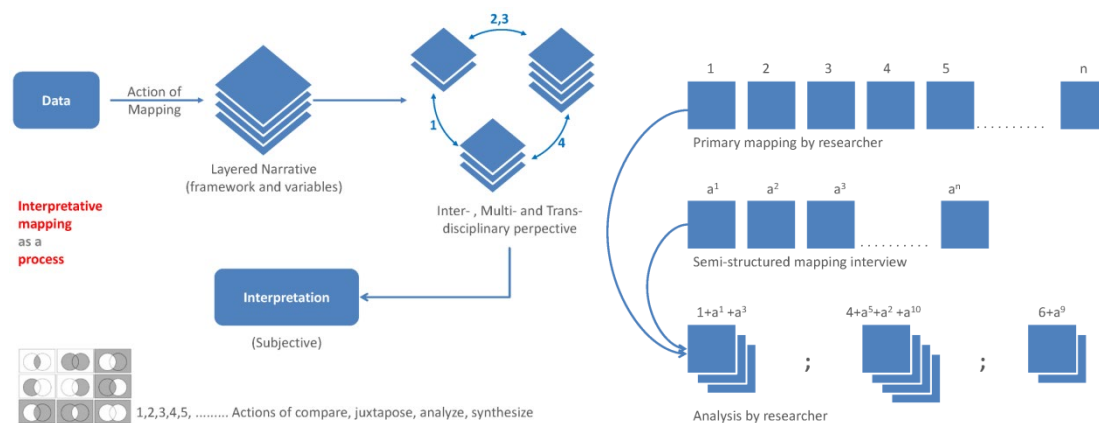 Data
Action of
Mapping
Layered Narrative
(framework and variables)
2,3
1
4
Inter- , Multi- and Trans-
disciplinary perpective
Interpretative
mapping
as a
process
Interpretation
(Subjective)
1,2,3,4,5, ......... Actions of compare, juxtapose, analyze, synthesize
1 2 3 4 5 n
..........
Primary mapping by researcher
a¹ a² a³ aⁿ
..........
Semi-structured mapping interview
1+a¹ +a³ 4+a⁵+a² +a¹⁰ 6+a⁹
; ;
Analysis by researcher